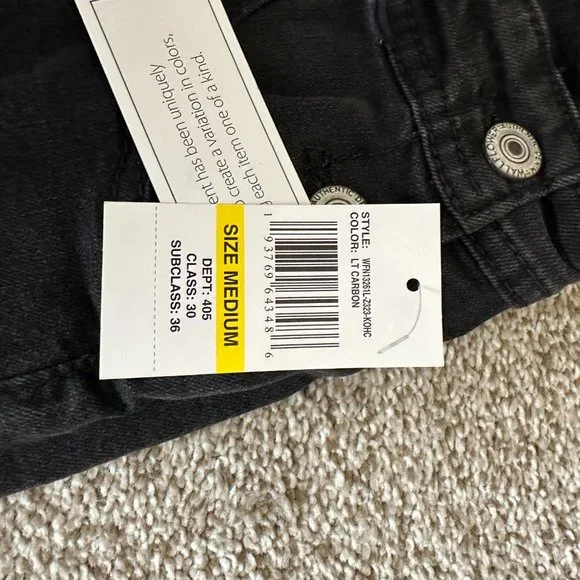 ent has been uniquely
o create a variation in colors,
o each item one of a kind.
STYLE: WFN13261L-Z323-KOHC
COLOR: LT CARBON
1 93769 64348 6
SIZE MEDIUM
DEPT: 405
CLASS: 30
SUBCLASS: 36
AUTHENTIC